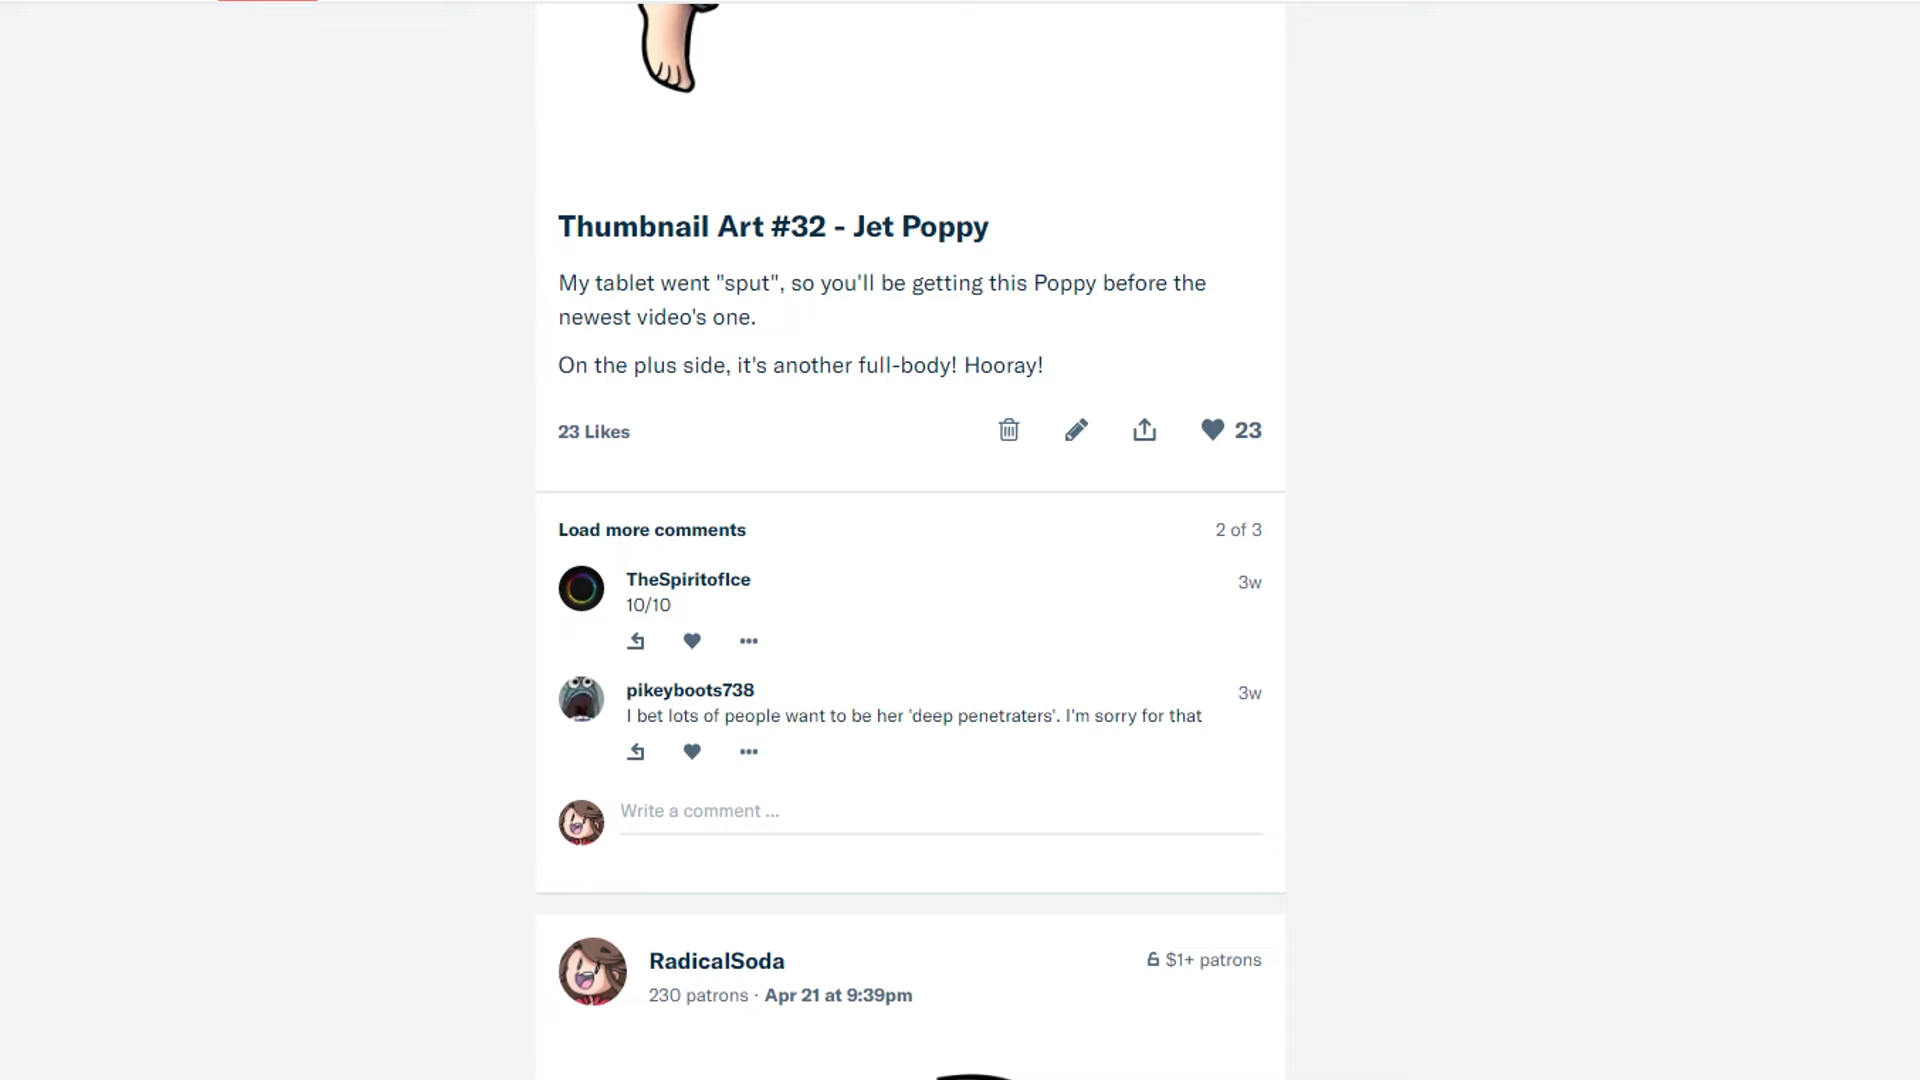 Thumbnail Art #32 - Jet Poppy
My tablet went "sput", so you'll be getting this Poppy before the
newest video's one.
On the plus side, it's another full-body! Hooray!
23 Likes
23
Load more comments
2 of 3
TheSpiritofIce
3w
10/10
pikeyboots738
3w
I bet lots of people want to be her 'deep penetraters'. I'm sorry for that
Write a comment ...
RadicalSoda
$1+ patrons
230 patrons · Apr 21 at 9:39pm